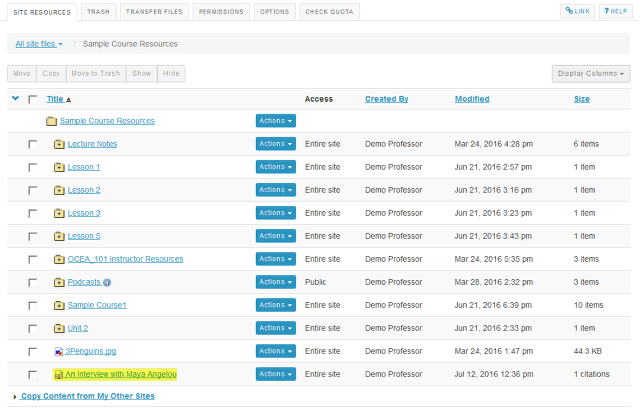 SITE RESOURCES TRASH TRANSFER FILES PERMISSIONS OPTIONS CHECK QUOTA LINK ? HELP
All site files / Sample Course Resources
Move Copy Move to Trash Show Hide Display Columns
Title Access Created By Modified Size
Sample Course Resources Actions
Lecture Notes Actions Entire site Demo Professor Mar 24, 2016 4:28 pm 6 items
Lesson 1 Actions Entire site Demo Professor Jun 21, 2016 2:57 pm 1 item
Lesson 2 Actions Entire site Demo Professor Jun 21, 2016 3:16 pm 1 item
Lesson 3 Actions Entire site Demo Professor Jun 21, 2016 3:23 pm 1 item
Lesson 5 Actions Entire site Demo Professor Jun 21, 2016 3:43 pm 1 item
OCEA_101 Instructor Resources Actions Entire site Demo Professor Mar 24, 2016 5:35 pm 3 items
Podcasts Actions Public Demo Professor Mar 28, 2016 2:32 pm 3 items
Sample Course1 Actions Entire site Demo Professor Jun 21, 2016 6:39 pm 10 items
Unit 2 Actions Entire site Demo Professor Jun 21, 2016 2:33 pm 1 item
3Penguins.jpg Actions Entire site Demo Professor Mar 24, 2016 1:47 pm 44.3 KB
An Interview with Maya Angelou Actions Entire site Demo Professor Jul 12, 2016 12:36 pm 1 citations
Copy Content from My Other Sites